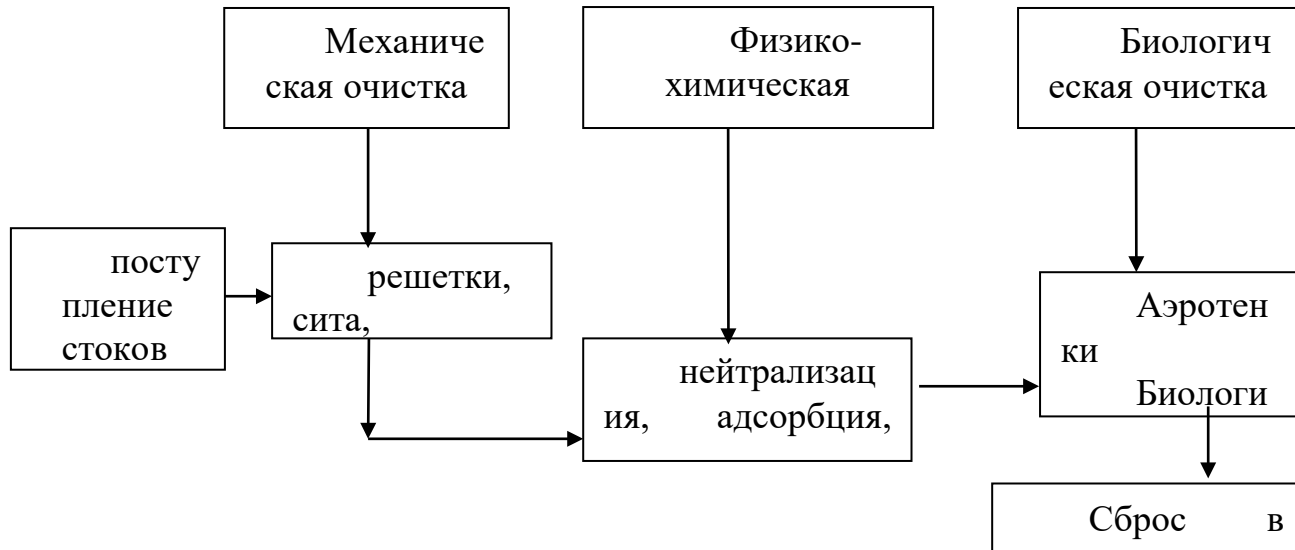 Механиче
ская очистка
Физико-
химическая
Биологич
еская очистка
посту
пление
стоков
решетки,
сита,
нейтрализац
ия, адсорбция,
Аэротен
ки
Биологи
Сброс в